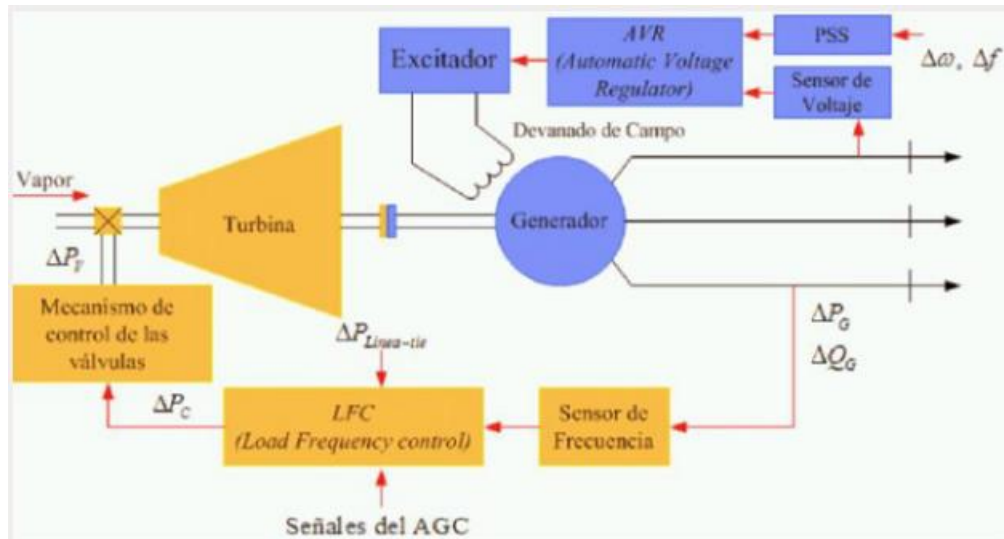 Excitador
AVR
(Automatic Voltage
Regulator)
PSS
Δω, Δf
Sensor de
Voltaje
Devanado de Campo
Vapor
Turbina
Generador
ΔP_V
Mecanismo de
control de las
válvulas
ΔP_Linea-tie
ΔP_G
ΔQ_G
ΔP_C
LFC
(Load Frequency control)
Sensor de
Frecuencia
Señales del AGC